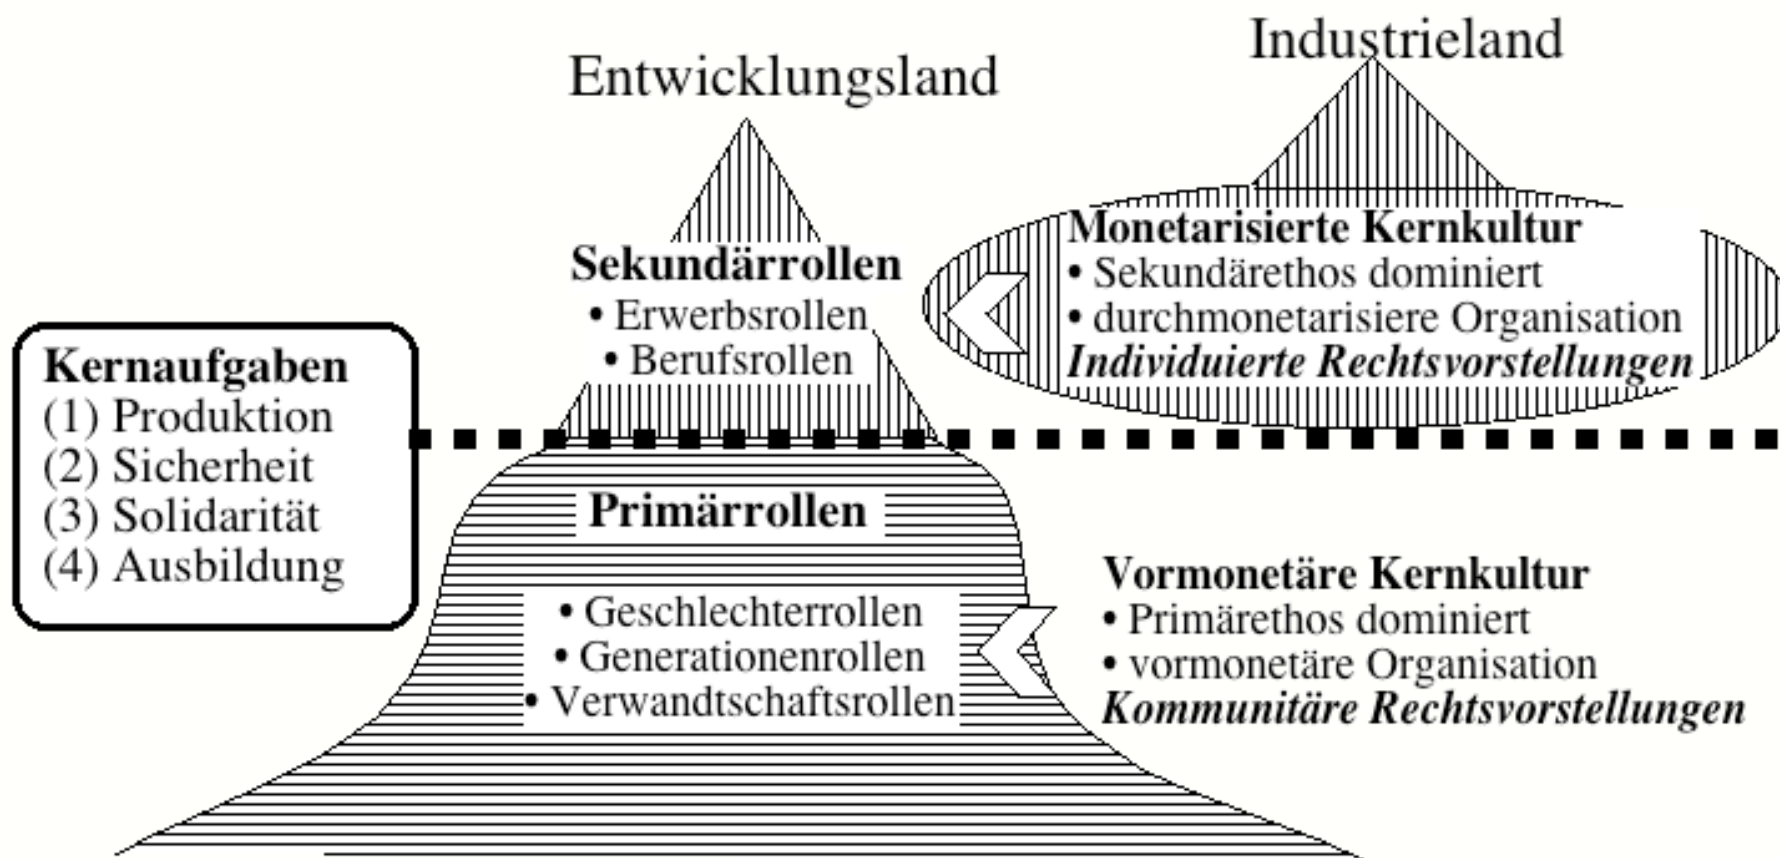 Entwicklungsland
Industrieland
Sekundärrollen
• Erwerbsrollen
• Berufsrollen
Monetarisierte Kernkultur
• Sekundärethos dominiert
• durchmonetarisiere Organisation
Individuierte Rechtsvorstellungen
Kernaufgaben
(1) Produktion
(2) Sicherheit
(3) Solidarität
(4) Ausbildung
Primärrollen
• Geschlechterrollen
• Generationenrollen
• Verwandtschaftsrollen
Vormonetäre Kernkultur
• Primärethos dominiert
• vormonetäre Organisation
Kommunitäre Rechtsvorstellungen